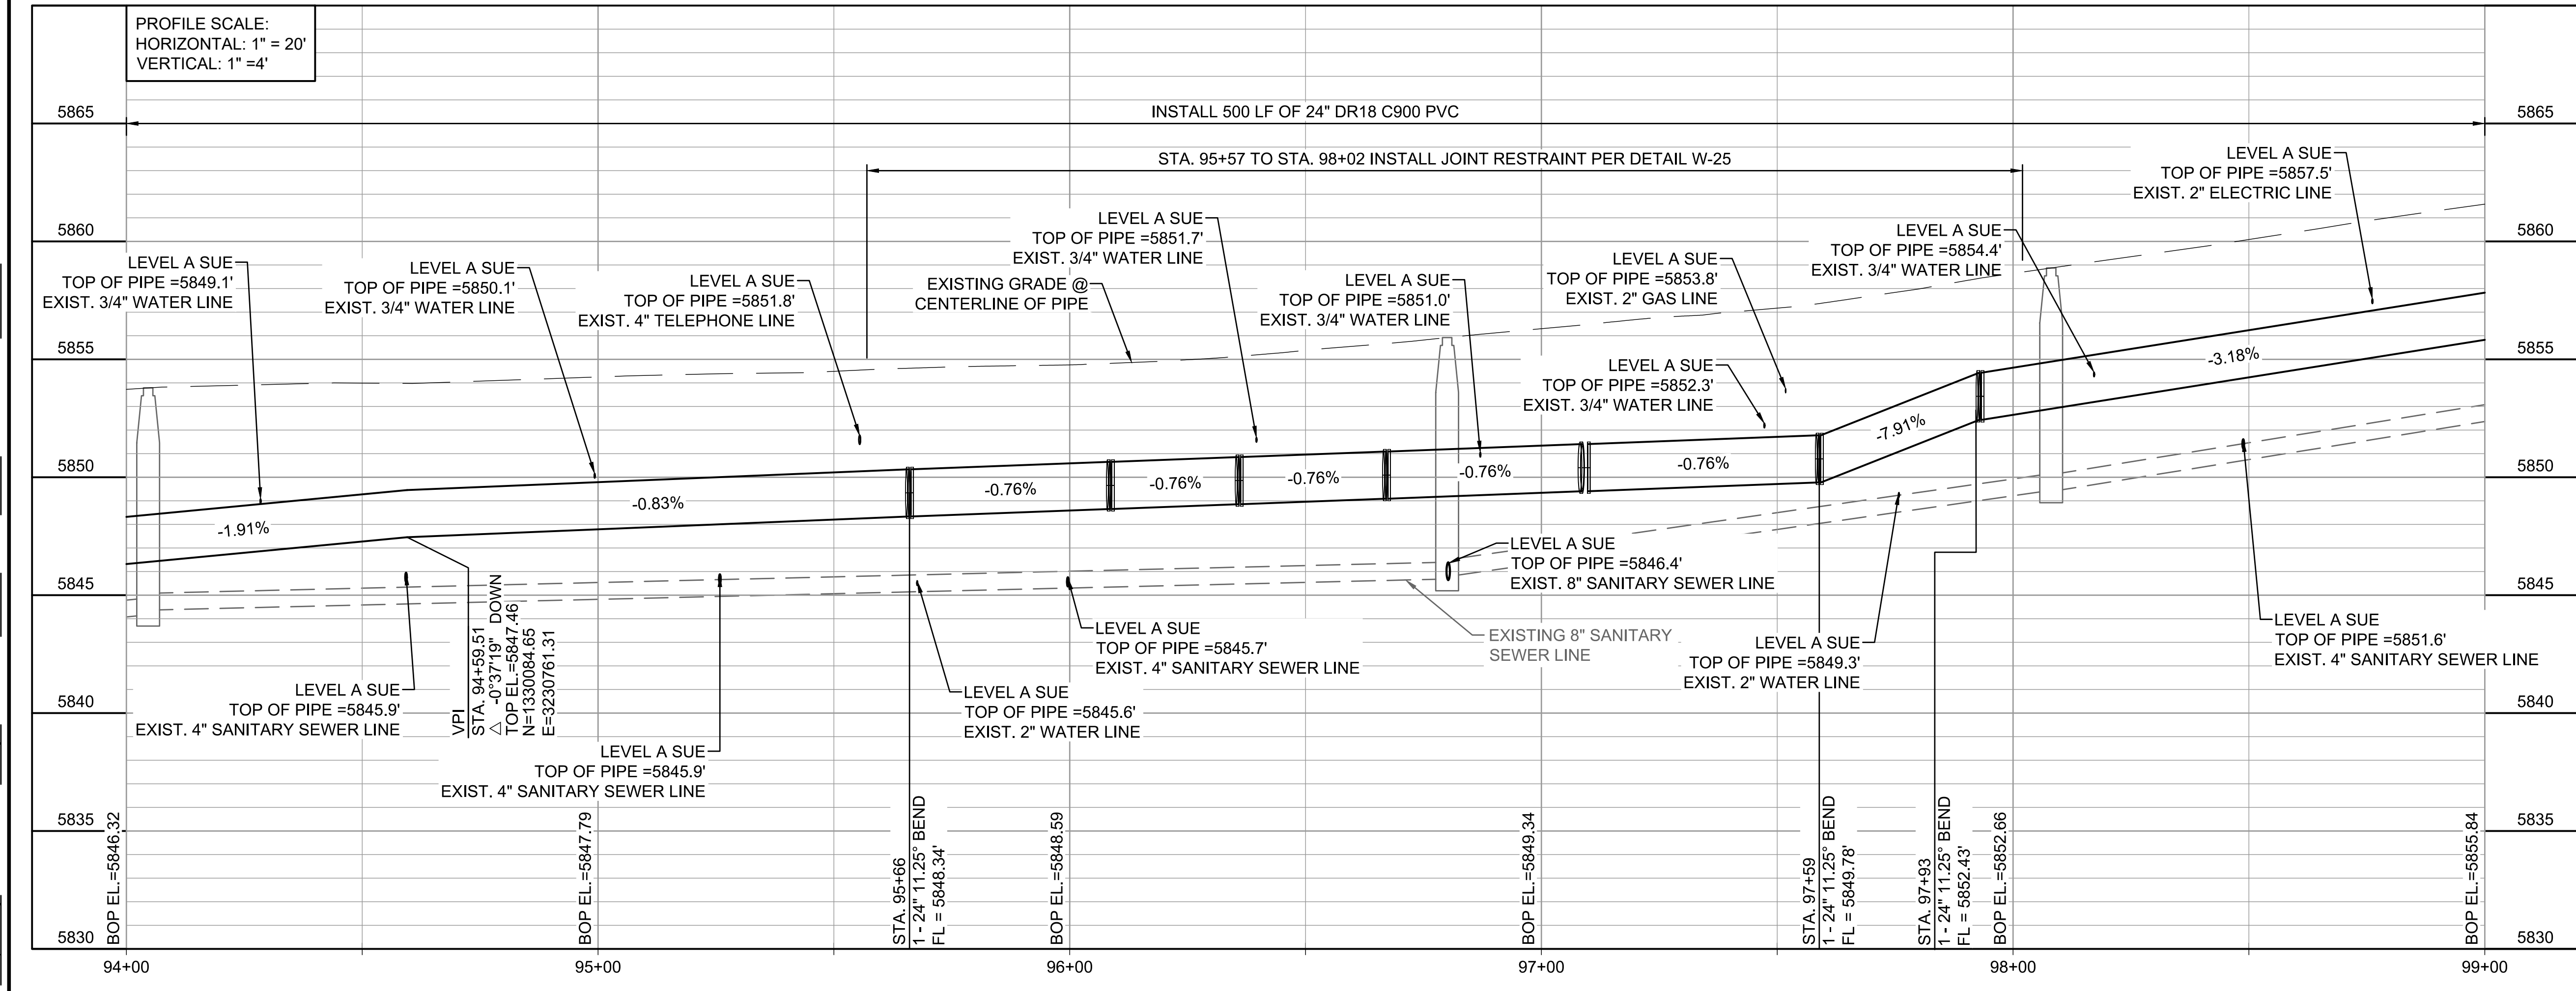 PROFILE SCALE:
HORIZONTAL: 1" = 20'
VERTICAL: 1" =4'
INSTALL 500 LF OF 24" DR18 C900 PVC
STA. 95+57 TO STA. 98+02 INSTALL JOINT RESTRAINT PER DETAIL W-25
5865
5860
5855
5850
5845
5840
5835
5830
5865
5860
5855
5850
5845
5840
5835
5830
LEVEL A SUE
TOP OF PIPE =5849.1'
EXIST. 3/4" WATER LINE
LEVEL A SUE
TOP OF PIPE =5850.1'
EXIST. 3/4" WATER LINE
LEVEL A SUE
TOP OF PIPE =5851.8'
EXIST. 4" TELEPHONE LINE
LEVEL A SUE
TOP OF PIPE =5851.7'
EXIST. 3/4" WATER LINE
EXISTING GRADE @
CENTERLINE OF PIPE
LEVEL A SUE
TOP OF PIPE =5851.0'
EXIST. 3/4" WATER LINE
LEVEL A SUE
TOP OF PIPE =5853.8'
EXIST. 2" GAS LINE
LEVEL A SUE
TOP OF PIPE =5852.3'
EXIST. 3/4" WATER LINE
LEVEL A SUE
TOP OF PIPE =5854.4'
EXIST. 3/4" WATER LINE
LEVEL A SUE
TOP OF PIPE =5857.5'
EXIST. 2" ELECTRIC LINE
-1.91%
-0.83%
-0.76%
-0.76%
-0.76%
-0.76%
-0.76%
-7.91%
-3.18%
LEVEL A SUE
TOP OF PIPE =5845.9'
EXIST. 4" SANITARY SEWER LINE
VPI
STA. 94+59.51
△ -0°37'19" DOWN
TOP EL.=5847.46
N=1330084.65
E=3230761.31
LEVEL A SUE
TOP OF PIPE =5845.9'
EXIST. 4" SANITARY SEWER LINE
LEVEL A SUE
TOP OF PIPE =5845.6'
EXIST. 2" WATER LINE
LEVEL A SUE
TOP OF PIPE =5845.7'
EXIST. 4" SANITARY SEWER LINE
LEVEL A SUE
TOP OF PIPE =5846.4'
EXIST. 8" SANITARY SEWER LINE
EXISTING 8" SANITARY
SEWER LINE
LEVEL A SUE
TOP OF PIPE =5849.3'
EXIST. 2" WATER LINE
LEVEL A SUE
TOP OF PIPE =5851.6'
EXIST. 4" SANITARY SEWER LINE
BOP EL.=5846.32
BOP EL.=5847.79
STA. 95+66
1 - 24" 11.25° BEND
FL = 5848.34'
BOP EL.=5848.59
BOP EL.=5849.34
STA. 97+59
1 - 24" 11.25° BEND
FL = 5849.78'
STA. 97+93
1 - 24" 11.25° BEND
FL = 5852.43'
BOP EL.=5852.66
BOP EL.=5855.84
94+00
95+00
96+00
97+00
98+00
99+00